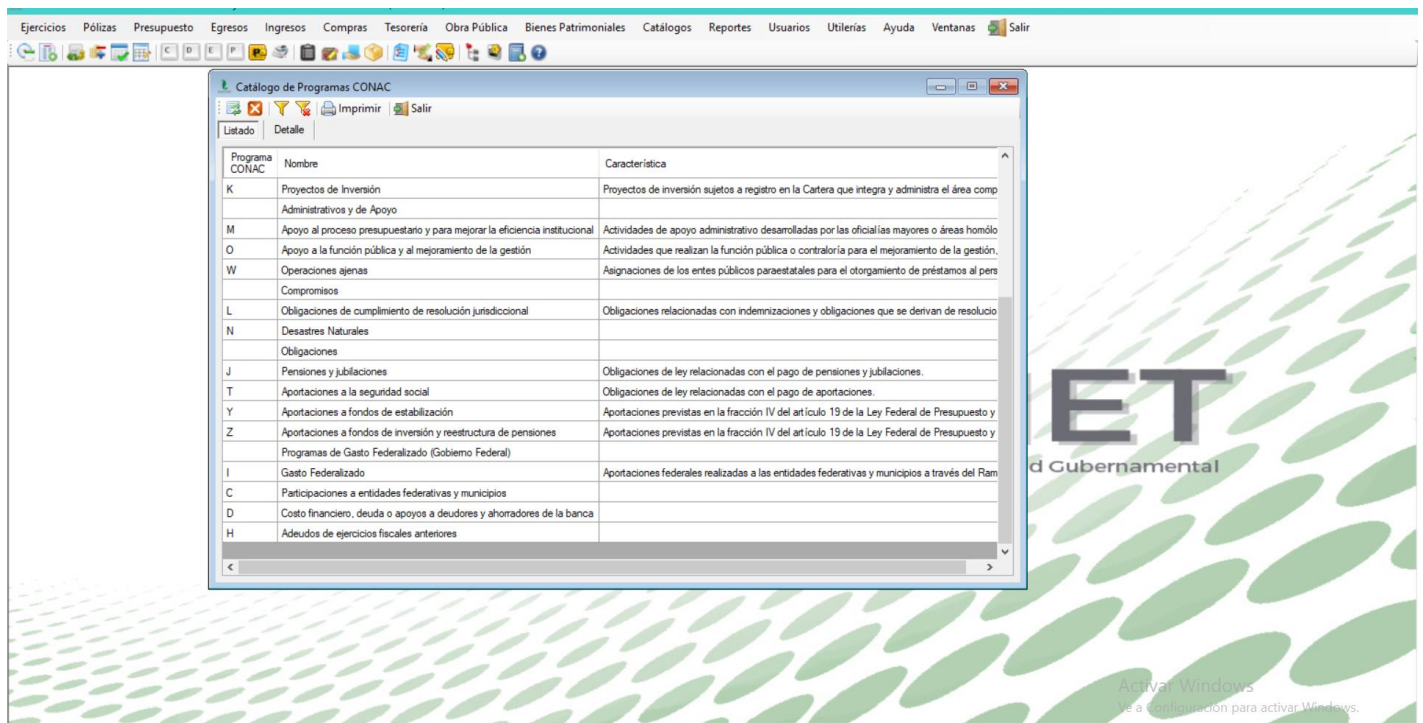 Ejercicios Pólizas Presupuesto Egresos Ingresos Compras Tesorería Obra Pública Bienes Patrimoniales Catálogos Reportes Usuarios Utilerías Ayuda Ventanas Salir
C D E P P
Catálogo de Programas CONAC
Imprimir Salir
Listado Detalle
Programa CONAC Nombre Característica
K Proyectos de Inversión Proyectos de inversión sujetos a registro en la Cartera que integra y administra el área comp
Administrativos y de Apoyo
M Apoyo al proceso presupuestario y para mejorar la eficiencia institucional Actividades de apoyo administrativo desarrolladas por las oficialías mayores o áreas homólo
O Apoyo a la función pública y al mejoramiento de la gestión Actividades que realizan la función pública o contraloría para el mejoramiento de la gestión,
W Operaciones ajenas Asignaciones de los entes públicos paraestatales para el otorgamiento de préstamos al pers
Compromisos
L Obligaciones de cumplimiento de resolución jurisdiccional Obligaciones relacionadas con indemnizaciones y obligaciones que se derivan de resolucio
N Desastres Naturales
Obligaciones
J Pensiones y jubilaciones Obligaciones de ley relacionadas con el pago de pensiones y jubilaciones.
T Aportaciones a la seguridad social Obligaciones de ley relacionadas con el pago de aportaciones.
Y Aportaciones a fondos de estabilización Aportaciones previstas en la fracción IV del artículo 19 de la Ley Federal de Presupuesto y
Z Aportaciones a fondos de inversión y reestructura de pensiones Aportaciones previstas en la fracción IV del artículo 19 de la Ley Federal de Presupuesto y
Programas de Gasto Federalizado (Gobierno Federal)
I Gasto Federalizado Aportaciones federales realizadas a las entidades federativas y municipios a través del Ram
C Participaciones a entidades federativas y municipios
D Costo financiero, deuda o apoyos a deudores y ahorradores de la banca
H Adeudos de ejercicios fiscales anteriores
ET
d Gubernamental
Activar Windows
Ve a Configuración para activar Windows.